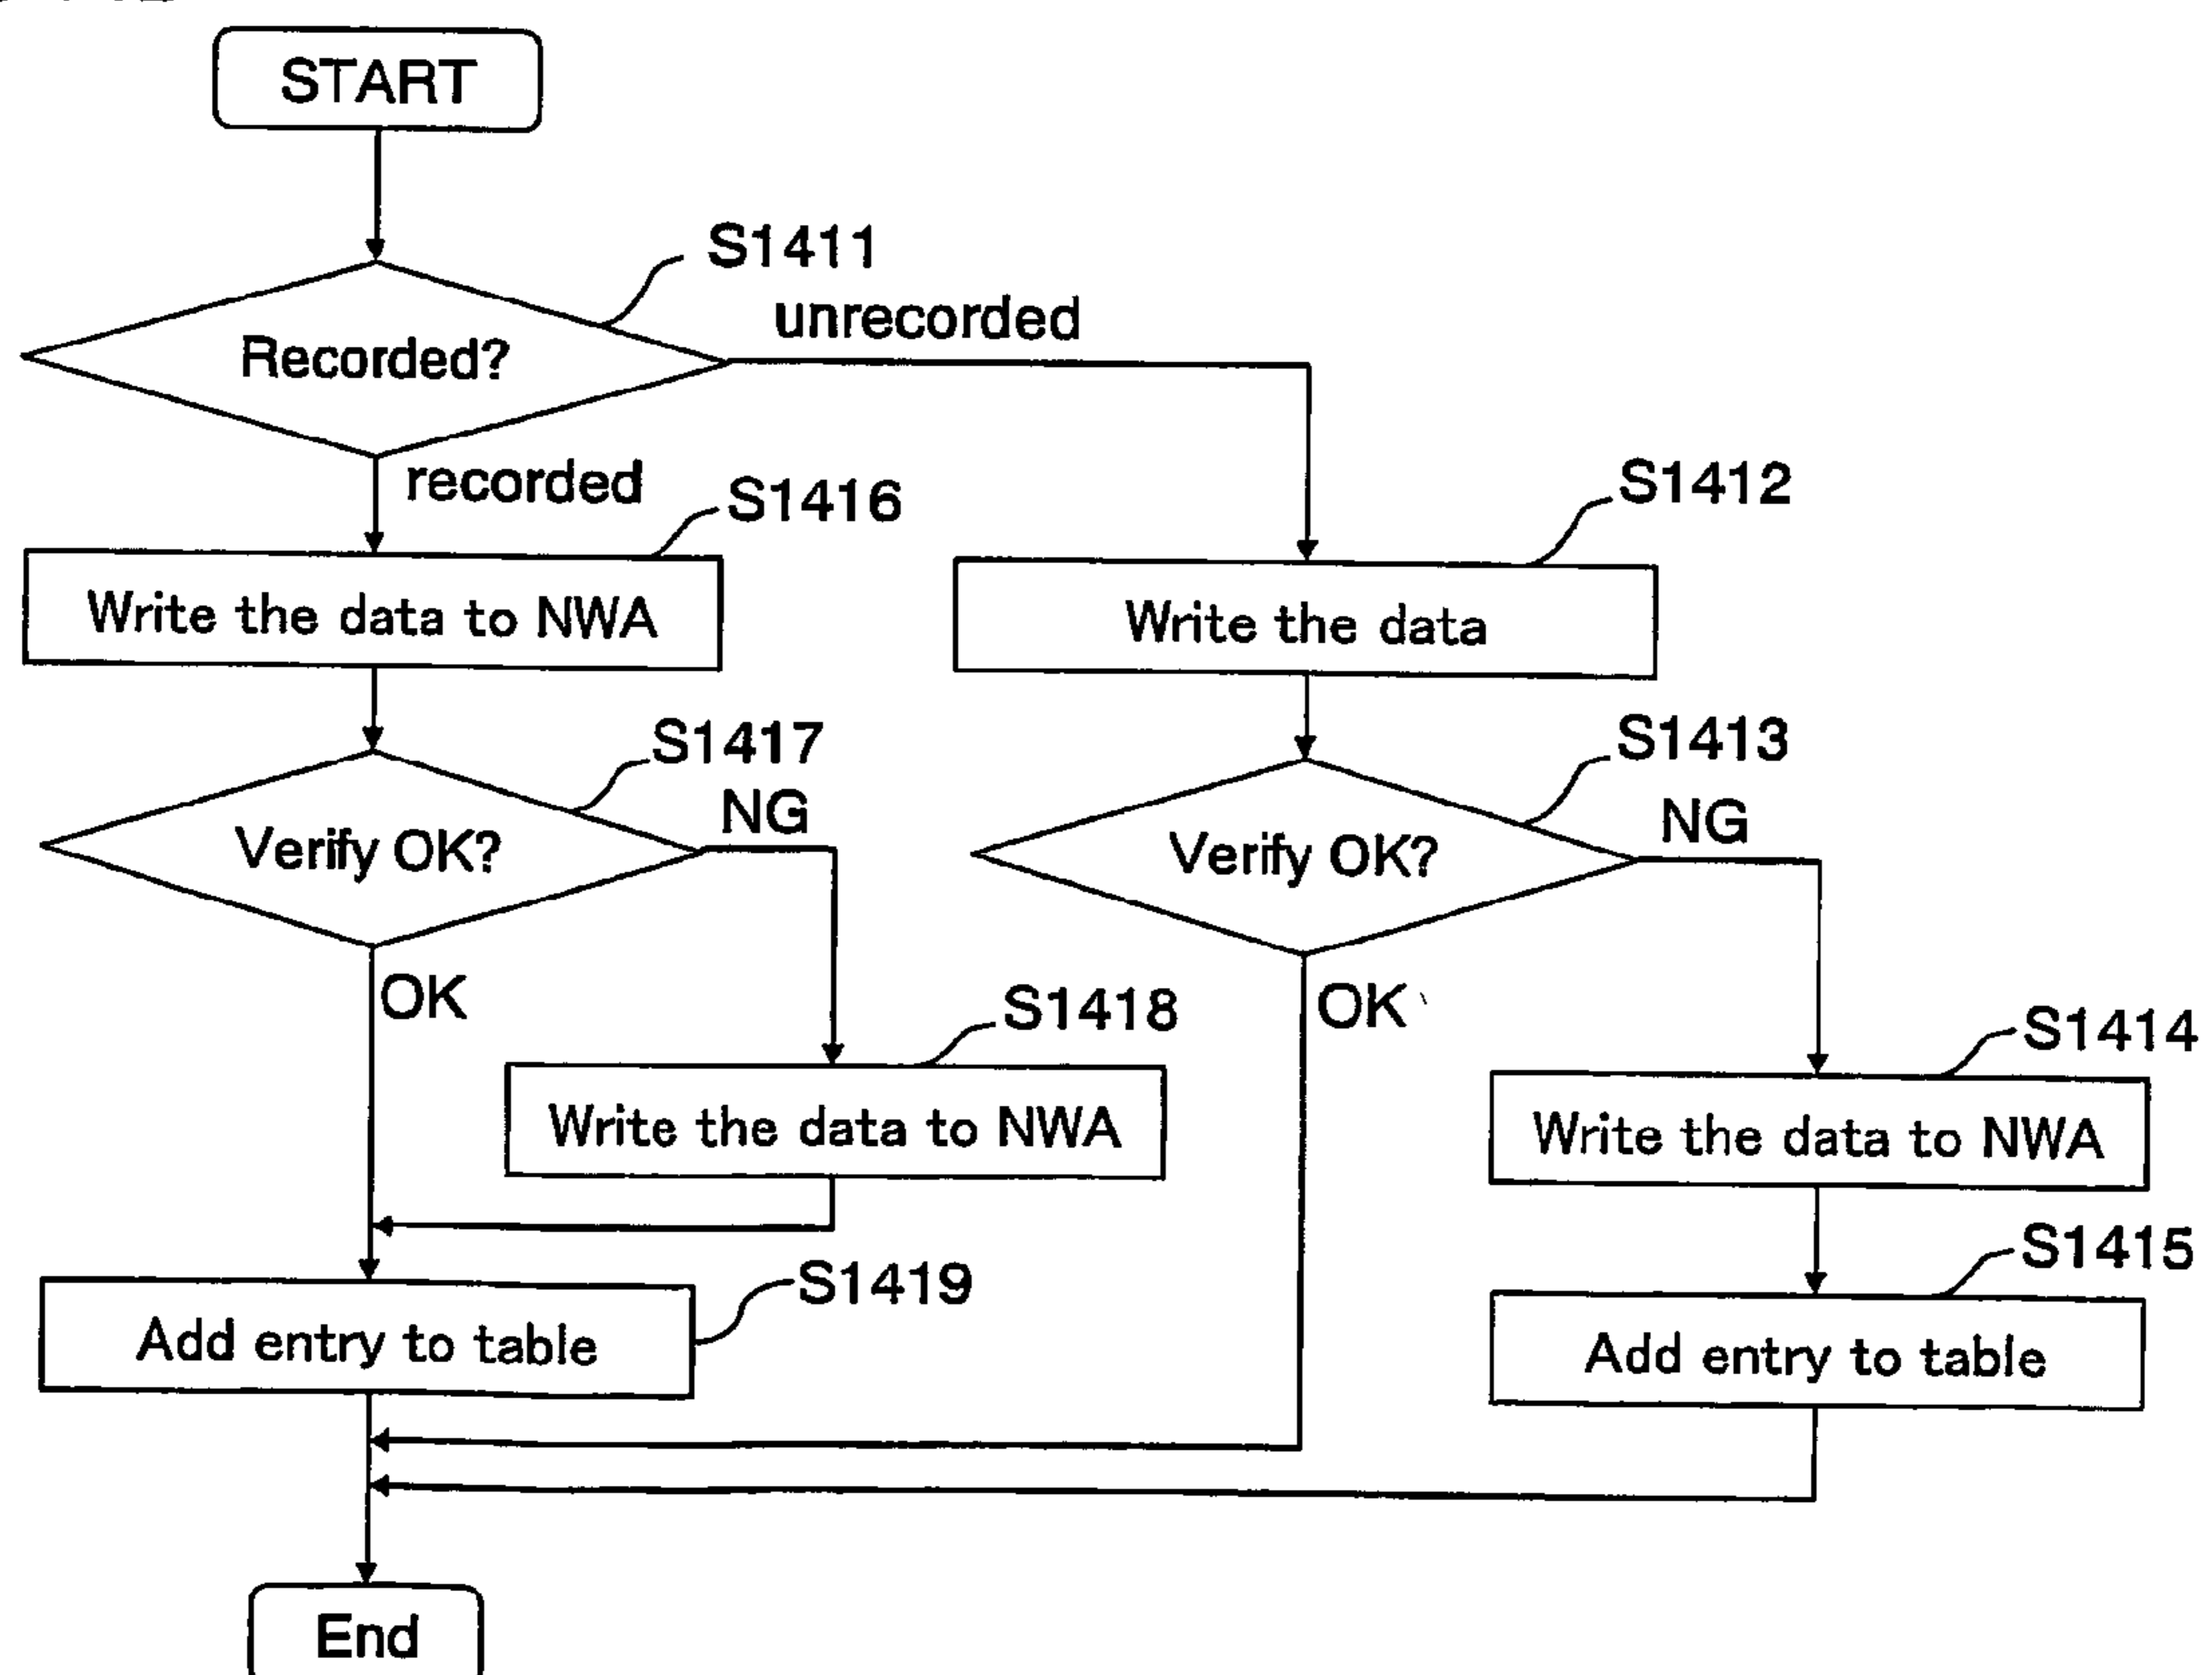 START
S1411
unrecorded
Recorded?
recorded
S1416
S1412
Write the data to NWA
Write the data
S1417
S1413
NG
NG
Verify OK?
Verify OK?
OK
OK
S1418
S1414
Write the data to NWA
Write the data to NWA
S1415
S1419
Add entry to table
Add entry to table
End